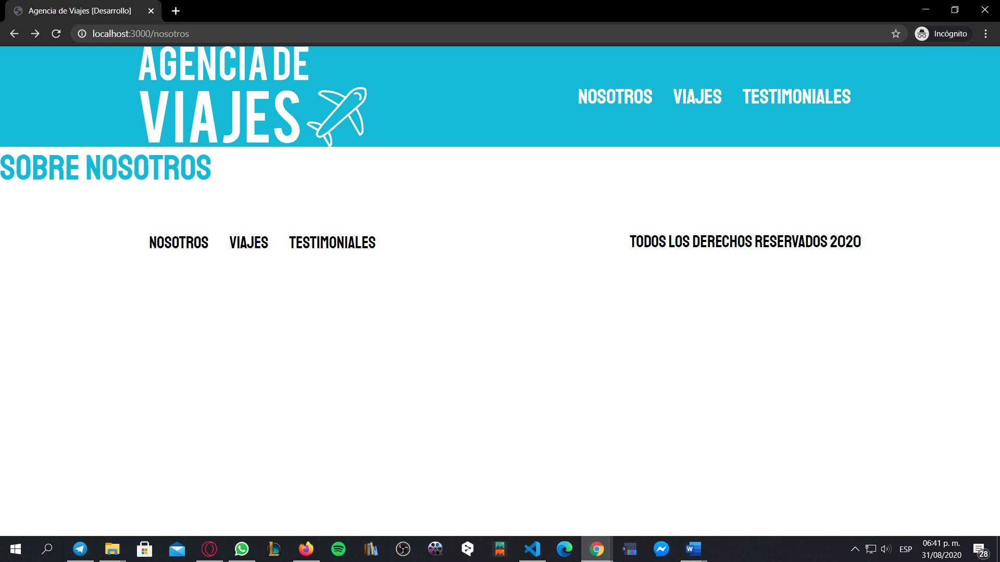 Agencia de Viajes [Desarrollo]
localhost:3000/nosotros
Incógnito
AGENCIA DE
VIAJES
NOSOTROS VIAJES TESTIMONIALES
SOBRE NOSOTROS
NOSOTROS VIAJES TESTIMONIALES
TODOS LOS DERECHOS RESERVADOS 2020
ESP
06:41 p. m.
31/08/2020
28